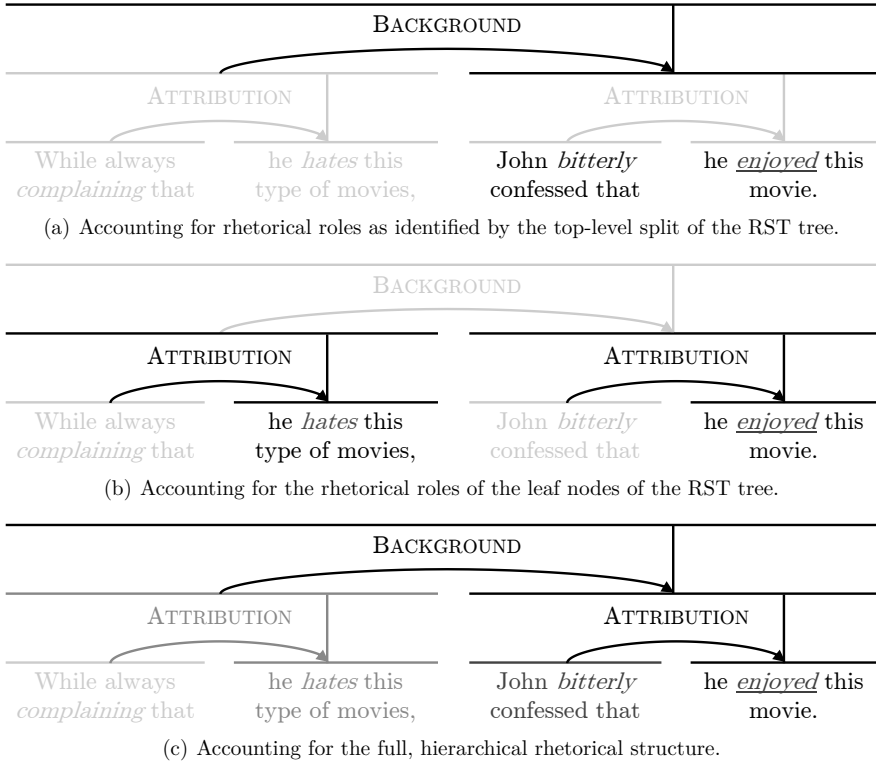 BACKGROUND
ATTRIBUTION ATTRIBUTION
While always he hates this John bitterly he enjoyed this
complaining that type of movies, confessed that movie.
(a) Accounting for rhetorical roles as identified by the top-level split of the RST tree.
BACKGROUND
ATTRIBUTION ATTRIBUTION
While always he hates this John bitterly he enjoyed this
complaining that type of movies, confessed that movie.
(b) Accounting for the rhetorical roles of the leaf nodes of the RST tree.
BACKGROUND
ATTRIBUTION ATTRIBUTION
While always he hates this John bitterly he enjoyed this
complaining that type of movies, confessed that movie.
(c) Accounting for the full, hierarchical rhetorical structure.